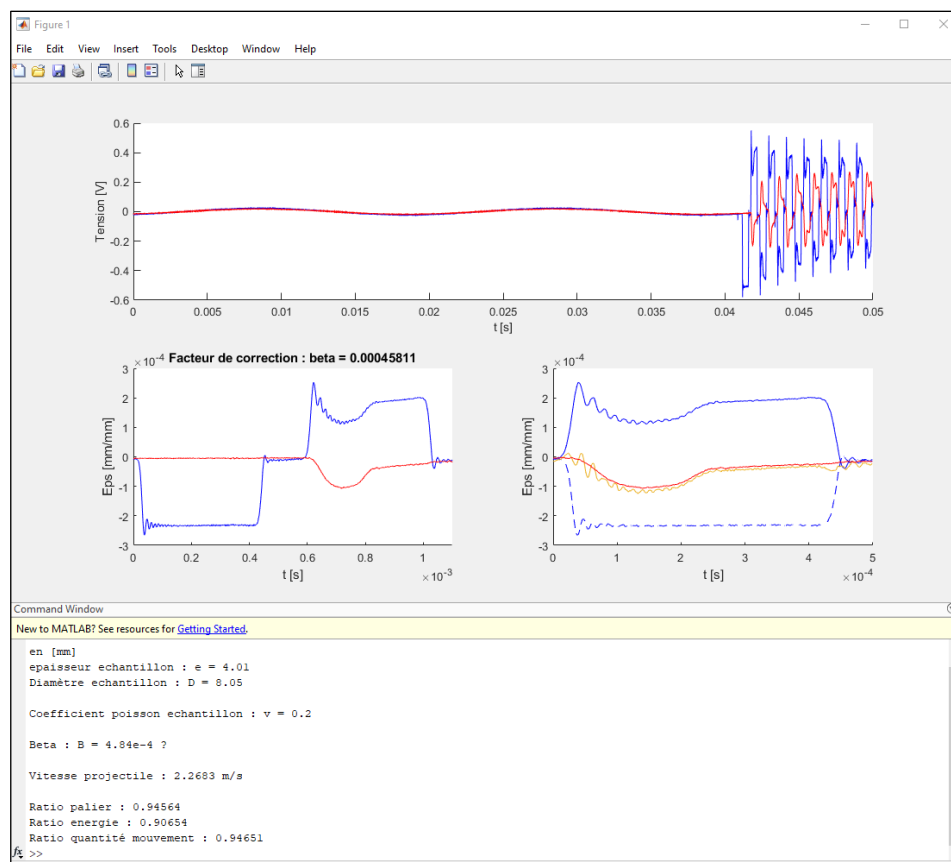 Figure 1
File Edit View Insert Tools Desktop Window Help
0.6
0.4
0.2
0
-0.2
-0.4
-0.6
Tension [V]
0 0.005 0.01 0.015 0.02 0.025 0.03 0.035 0.04 0.045 0.05
t [s]
×10⁻⁴ Facteur de correction : beta = 0.00045811
3
2
1
0
-1
-2
-3
Eps [mm/mm]
0 0.2 0.4 0.6 0.8 1
t [s]
×10⁻³
×10⁻⁴
3
2
1
0
-1
-2
-3
Eps [mm/mm]
0 1 2 3 4 5
t [s]
×10⁻⁴
Command Window
New to MATLAB? See resources for Getting Started.
en [mm]
epaisseur echantillon : e = 4.01
Diamètre echantillon : D = 8.05
Coefficient poisson echantillon : v = 0.2
Beta : B = 4.84e-4 ?
Vitesse projectile : 2.2683 m/s
Ratio palier : 0.94564
Ratio energie : 0.90654
Ratio quantité mouvement : 0.94651
fx >>